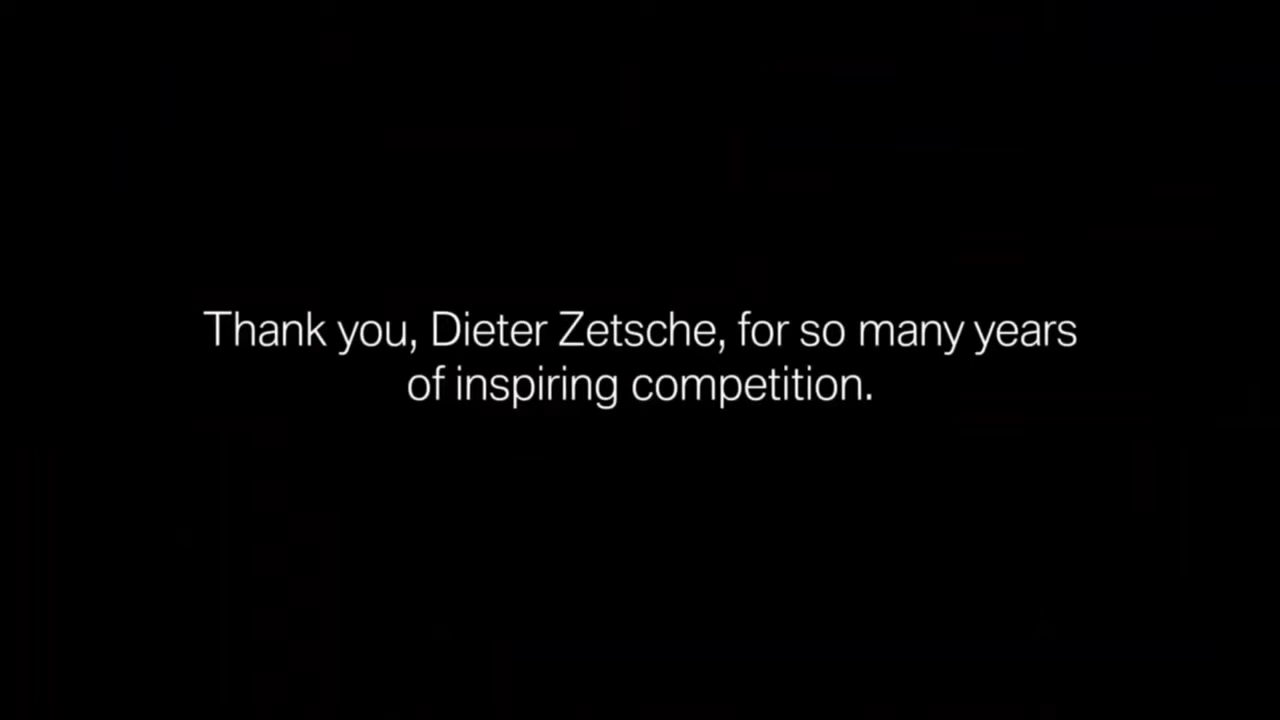 Thank you, Dieter Zetsche, for so many years
of inspiring competition.